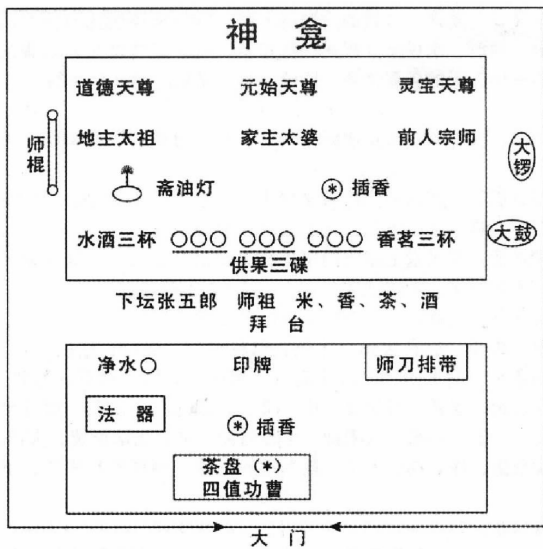 神龛
道德天尊 元始天尊 灵宝天尊
师棍
地主太祖 家主太婆 前人宗师
大锣
斋油灯 插香
水酒三杯 香茗三杯
大鼓
供果三碟
下坛张五郎 师祖 米、香、茶、酒
拜台
净水 印牌 师刀排带
法器
插香
茶盘(*)
四值功曹
大门